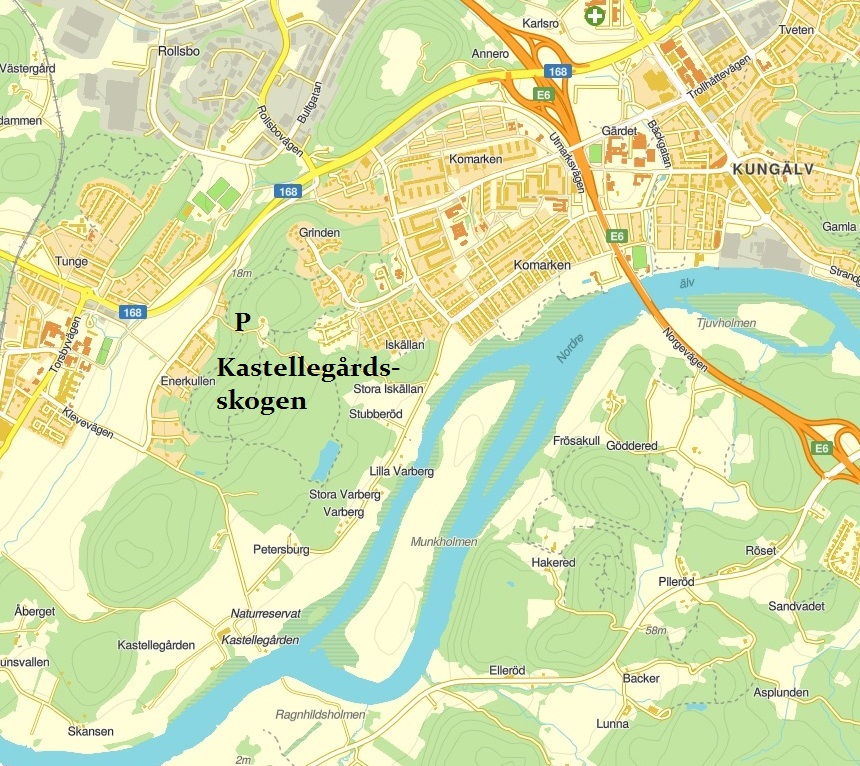 Karlsro
Tveten
Rollsbo
Annero
Västergård
168
Trollhättevägen
E6
Bultgatan
Rollsbovägen
dammen
Gärdet
Bäckgatan
Utmarksvägen
Komarken
KUNGÄLV
168
Grinden
Gamla
E6
Tunge
18m
Komarken
Strandg
älv
168
P
Tjuvholmen
Torsbyvägen
Iskällan
Nordre
Norgevägen
Kastellegårds-
skogen
Enerkullen
Stora Iskällan
Stubberöd
Klevevägen
Frösakull
Göddered
E6
Lilla Varberg
Stora Varberg
Varberg
Munkholmen
Petersburg
Röset
Hakered
Pileröd
Åberget
Naturreservat
Sandvadet
Kastellegården
Kastellegården
58m
unsvallen
Elleröd
Backer
Asplunden
Ragnhildsholmen
Lunna
Skansen
2m